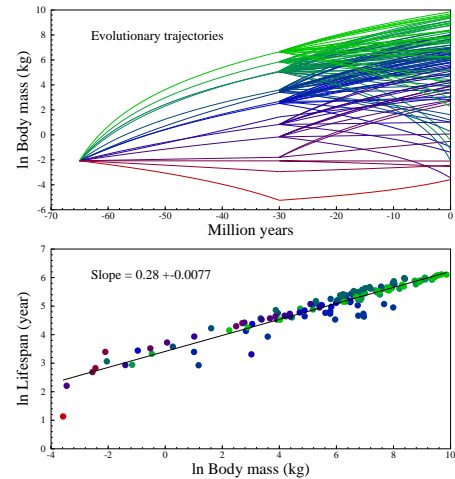 10
8
6
4
2
0
-2
-4
-6
ln Body mass (kg)
Evolutionary trajectories
-70 -60 -50 -40 -30 -20 -10 0
Million years
7
6
5
4
3
2
1
0
ln Lifespan (year)
Slope = 0.28 +-0.0077
-4 -2 0 2 4 6 8 10
ln Body mass (kg)